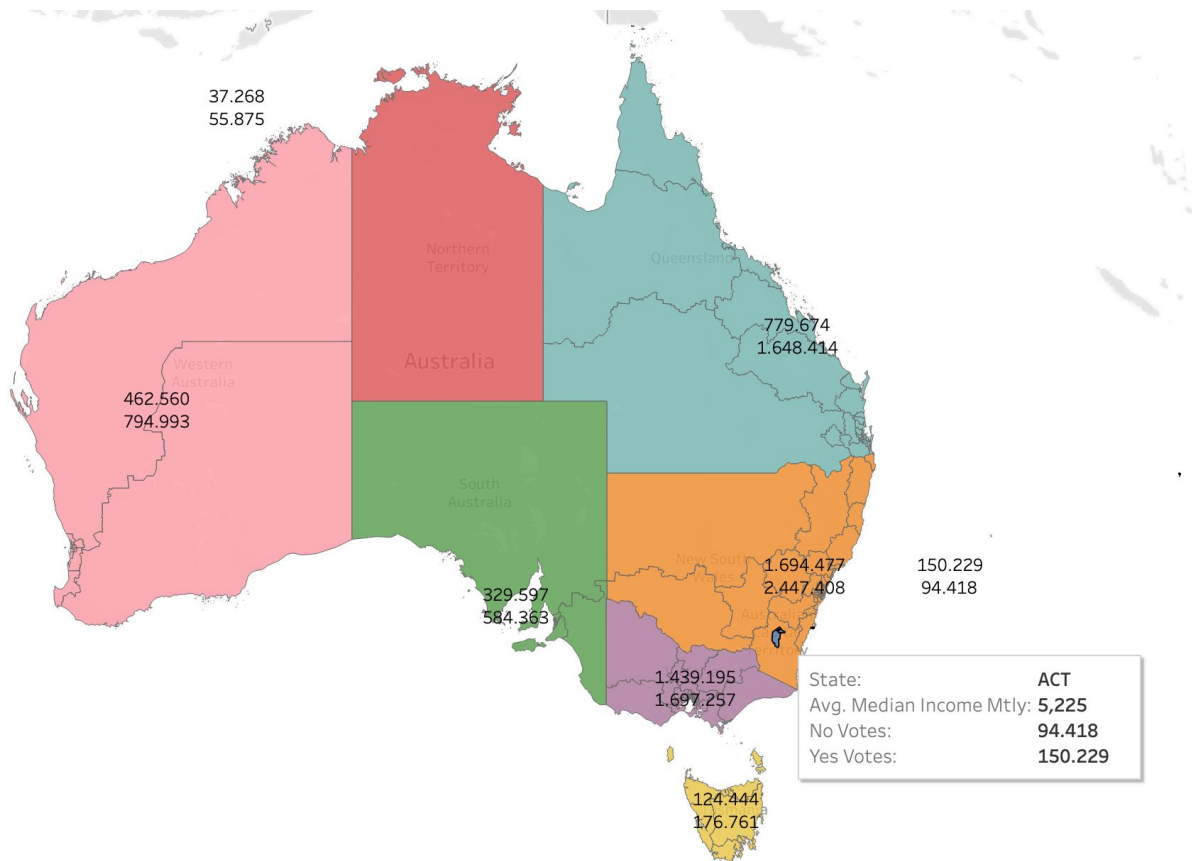 37.268
55.875
Northern
Territory
Queensland
779.674
1.648.414
Australia
Western
Australia
462.560
794.993
South
Australia
New South
Wales
1.694.477
2.447.408
150.229
94.418
329.597
584.363
Australian
Territory
1.439.195
1.697.257
State: ACT
Avg. Median Income Mtly: 5,225
No Votes: 94.418
Yes Votes: 150.229
124.444
176.761